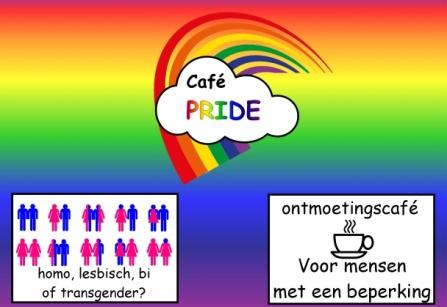 Café
PRIDE
homo, lesbisch, bi
of transgender?
ontmoetingscafé
Voor mensen
met een beperking